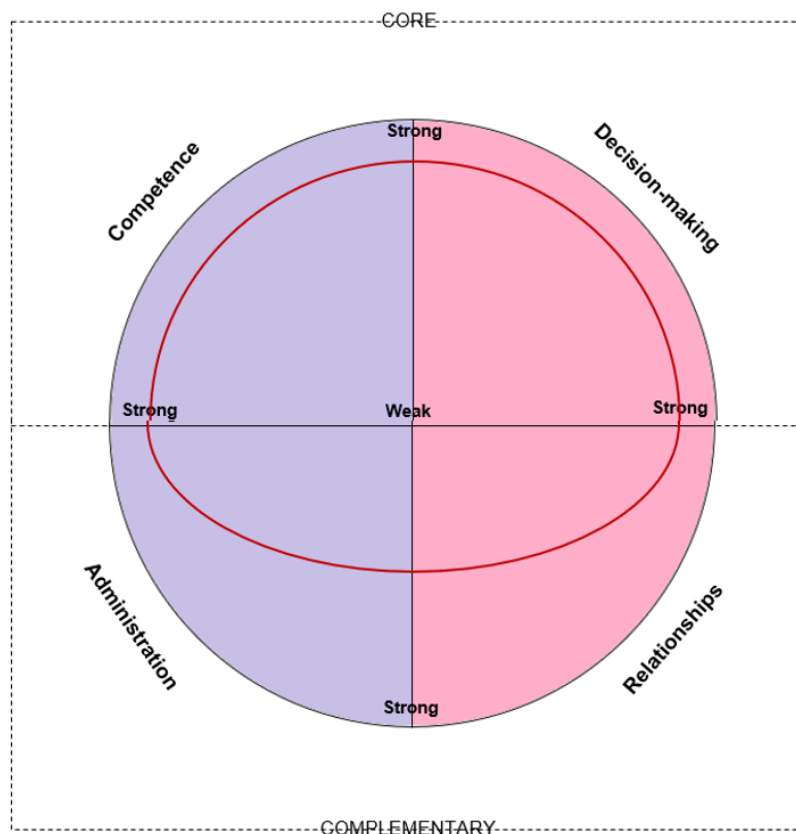 CORE
Strong
Competence
Decision-making
Strong
Weak
Strong
Administration
Relationships
Strong
COMPLEMENTARY